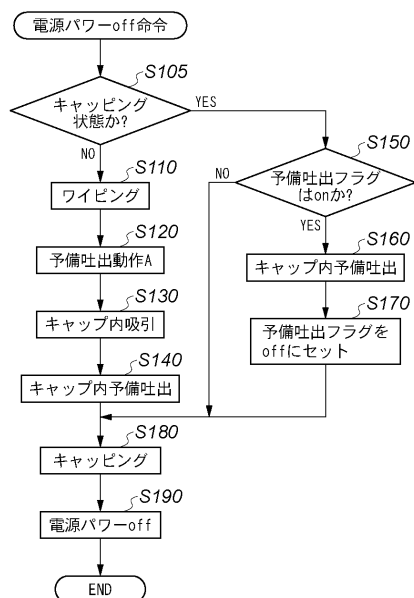 電源パワーoff命令
S105
キャッピング
状態か?
YES
NO
S110
ワイピング
S120
予備吐出動作A
S130
キャップ内吸引
S140
キャップ内予備吐出
S150
予備吐出フラグ
はonか?
NO
YES
S160
キャップ内予備吐出
S170
予備吐出フラグを
offにセット
S180
キャッピング
S190
電源パワーoff
END